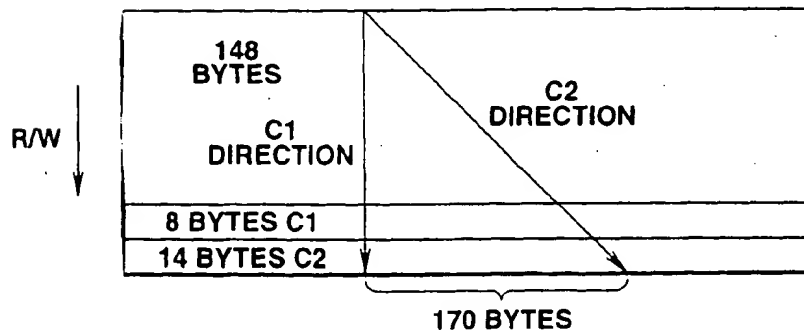 148
BYTES
C2
DIRECTION
R/W
C1
DIRECTION
8 BYTES C1
14 BYTES C2
170 BYTES